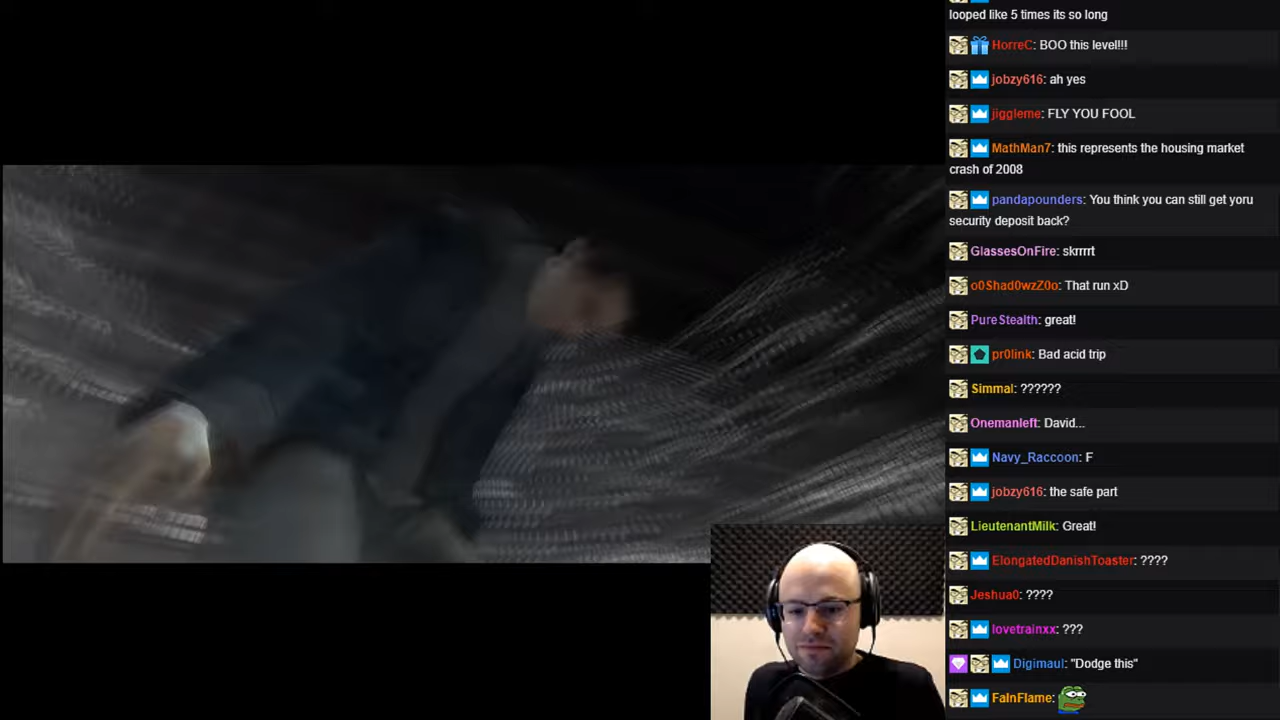 looped like 5 times its so long
HorreC: BOO this level!!!
jobzy616: ah yes
jiggleme: FLY YOU FOOL
MathMan7: this represents the housing market
crash of 2008
pandapounders: You think you can still get yoru
security deposit back?
GlassesOnFire: skrrrrt
o0Shad0wzZ0o: That run xD
PureStealth: great!
pr0link: Bad acid trip
Simmal: ??????
Onemanleft: David...
Navy_Raccoon: F
jobzy616: the safe part
LieutenantMilk: Great!
ElongatedDanishToaster: ????
Jeshua0: ????
lovetrainxx: ???
Digimaul: "Dodge this"
FalnFlame: